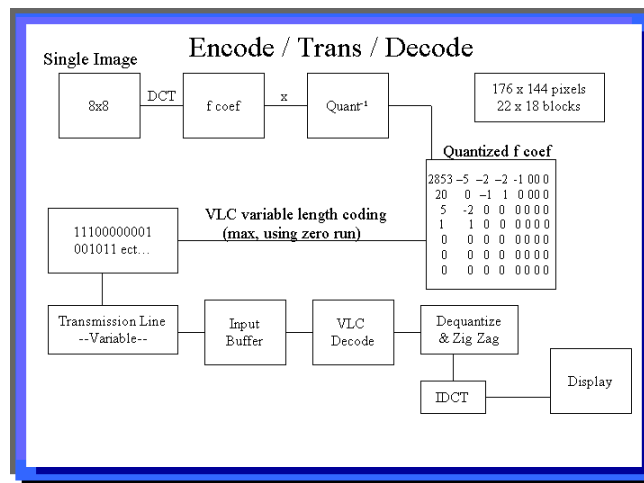 Encode / Trans / Decode
Single Image
8x8
DCT
f coef
x
Quant⁻¹
176 x 144 pixels
22 x 18 blocks
Quantized f coef
2853 –5 –2 –2 -1 00 0
20 0 –1 1 0 00 0
5 -2 0 0 0 0 0 0
1 1 0 0 0 0 0 0
0 0 0 0 0 0 0 0
0 0 0 0 0 0 0 0
0 0 0 0 0 0 0 0
VLC variable length coding
(max, using zero run)
11100000001
001011 ect...
Transmission Line
--Variable--
Input
Buffer
VLC
Decode
Dequantize
& Zig Zag
IDCT
Display